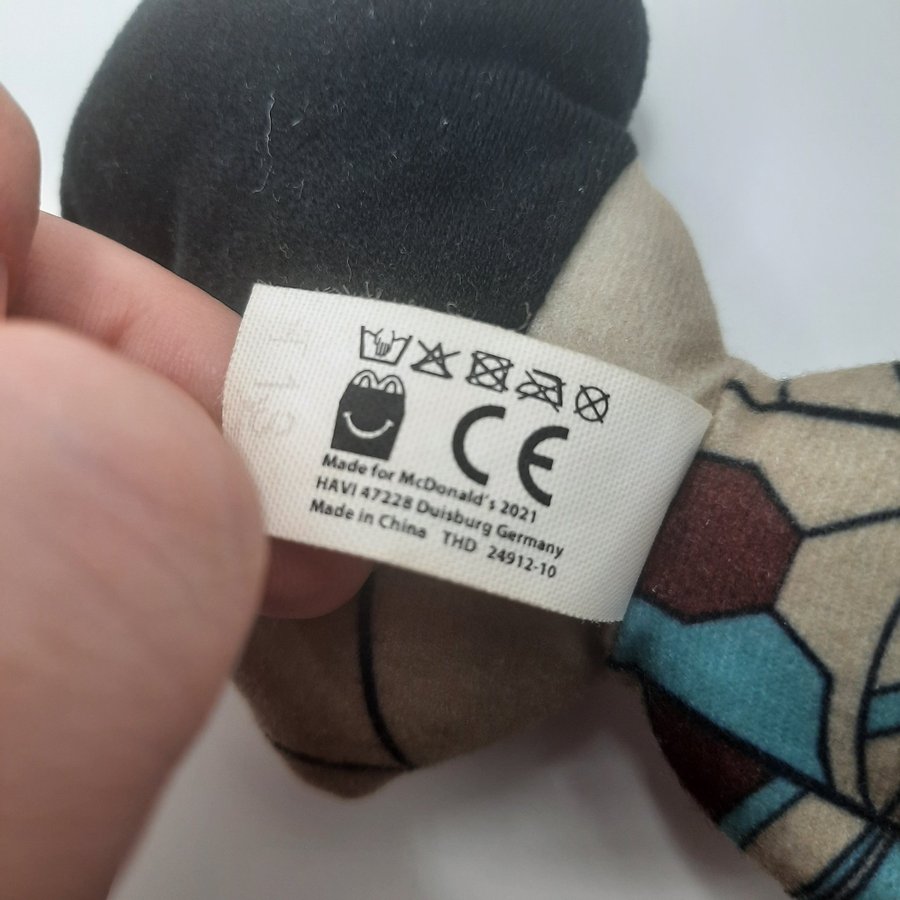 CE
Made for McDonald's 2021
HAVI 47228 Duisburg Germany
Made in China THD 24912-10